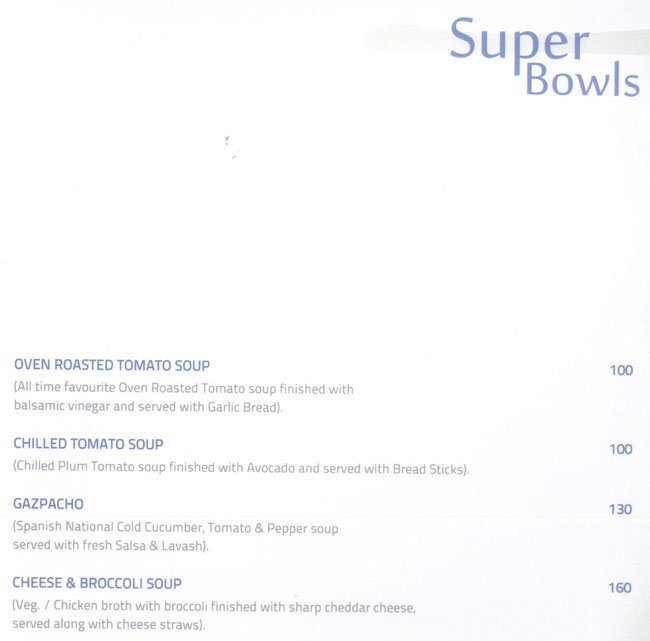 Super
Bowls
OVEN ROASTED TOMATO SOUP 100
(All time favourite Oven Roasted Tomato soup finished with
balsamic vinegar and served with Garlic Bread).
CHILLED TOMATO SOUP 100
(Chilled Plum Tomato soup finished with Avocado and served with Bread Sticks).
GAZPACHO 130
(Spanish National Cold Cucumber, Tomato & Pepper soup
served with fresh Salsa & Lavash).
CHEESE & BROCCOLI SOUP 160
(Veg. / Chicken broth with broccoli finished with sharp cheddar cheese,
served along with cheese straws).